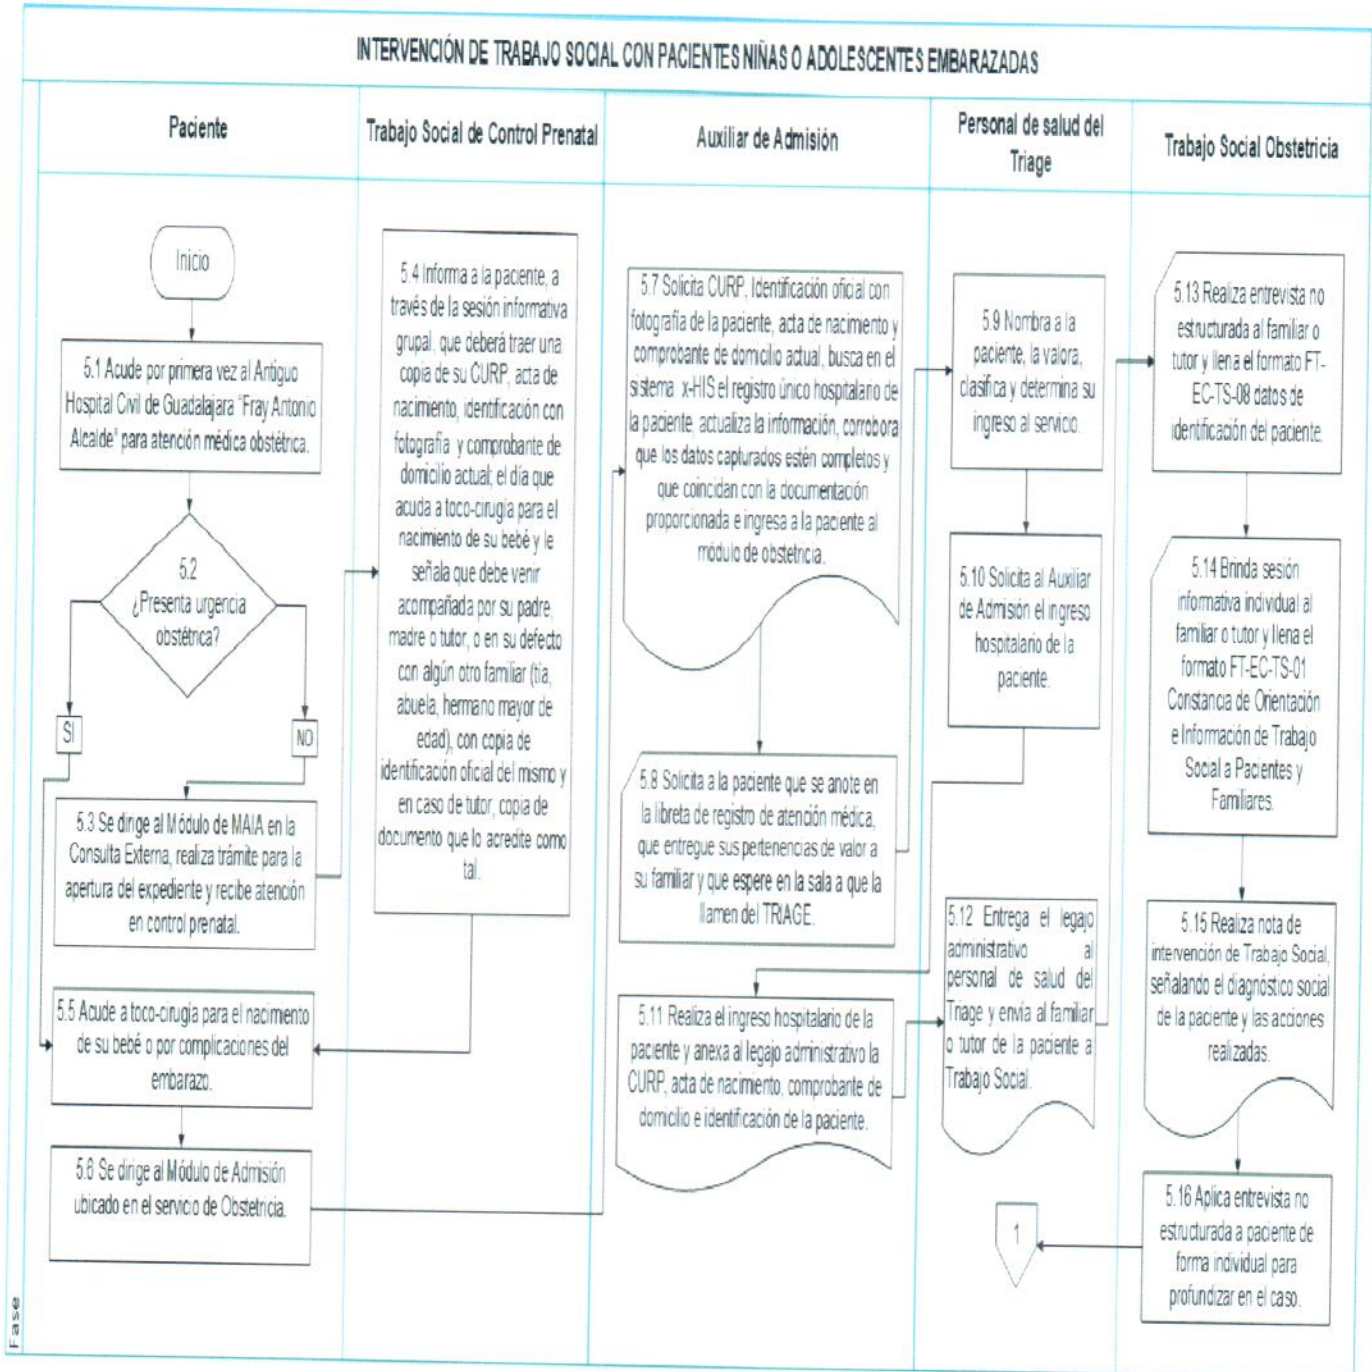 INTERVENCIÓN DE TRABAJO SOCIAL CON PACIENTES NIÑAS O ADOLESCENTES EMBARAZADAS
Paciente
Trabajo Social de Control Prenatal
Auxiliar de Admisión
Personal de salud del
Triage
Trabajo Social Obstetricia
Inicio
5.1 Acude por primera vez al Antiguo
Hospital Civil de Guadalajara "Fray Antonio
Alcalde" para atención médica obstétrica.
5.2
¿Presenta urgencia
obstétrica?
SI
NO
5.3 Se dirige al Módulo de MAIA en la
Consulta Externa, realiza trámite para la
apertura del expediente y recibe atención
en control prenatal.
5.5 Acude a toco-cirugía para el nacimiento
de su bebé o por complicaciones del
embarazo.
5.6 Se dirige al Módulo de Admisión
ubicado en el servicio de Obstetricia.
5.4 Informa a la paciente, a
través de la sesión informativa
grupal, que deberá traer una
copia de su CURP, acta de
nacimiento, identificación con
fotografía y comprobante de
domicilio actual; el día que
acuda a toco-cirugía para el
nacimiento de su bebé y le
señala que debe venir
acompañada por su padre,
madre o tutor, o en su defecto
con algún otro familiar (tía,
abuela, hermano mayor de
edad), con copia de
identificación oficial del mismo y
en caso de tutor, copia de
documento que lo acredite como
tal.
5.7 Solicita CURP, Identificación oficial con
fotografía de la paciente, acta de nacimiento y
comprobante de domicilio actual, busca en el
sistema x-HIS el registro único hospitalario de
la paciente, actualiza la información, corrobora
que los datos capturados estén completos y
que coincidan con la documentación
proporcionada e ingresa a la paciente al
módulo de obstetricia.
5.8 Solicita a la paciente que se anote en
la libreta de registro de atención médica,
que entregue sus pertenencias de valor a
su familiar y que espere en la sala a que la
llamen del TRIAGE.
5.11 Realiza el ingreso hospitalario de la
paciente y anexa al legajo administrativo la
CURP, acta de nacimiento, comprobante de
domicilio e identificación de la paciente.
5.9 Nombra a la
paciente, la valora,
clasifica y determina su
ingreso al servicio.
5.10 Solicita al Auxiliar
de Admisión el ingreso
hospitalario de la
paciente.
5.12 Entrega el legajo
administrativo al
personal de salud del
Triage y envía al familiar
o tutor de la paciente a
Trabajo Social.
1
5.13 Realiza entrevista no
estructurada al familiar o
tutor y llena el formato FT-
EC-TS-08 datos de
identificación del paciente.
5.14 Brinda sesión
informativa individual al
familiar o tutor y llena el
formato FT-EC-TS-01
Constancia de Orientación
e Información de Trabajo
Social a Pacientes y
Familiares.
5.15 Realiza nota de
intervención de Trabajo Social,
señalando el diagnóstico social
de la paciente y las acciones
realizadas.
5.16 Aplica entrevista no
estructurada a paciente de
forma individual para
profundizar en el caso.
Fase